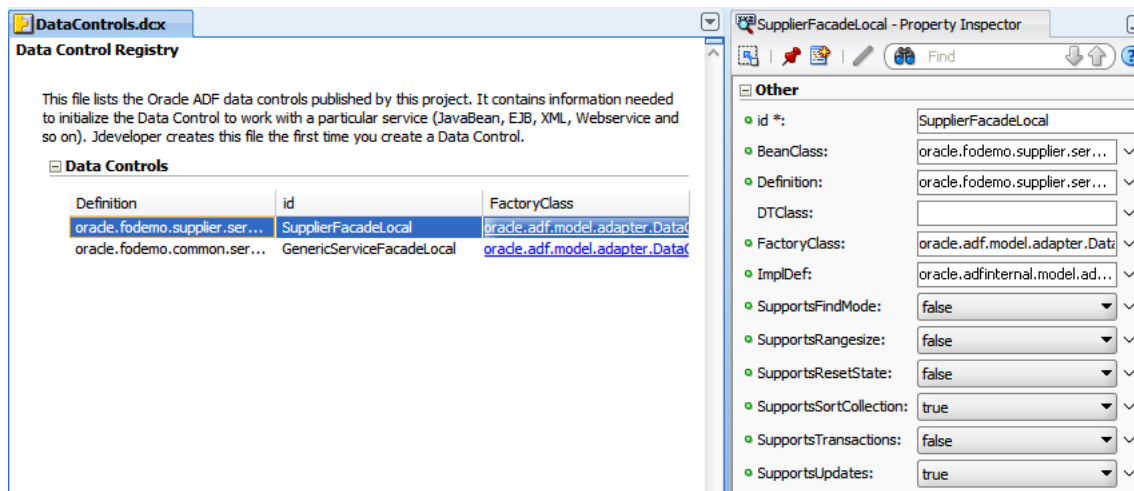 DataControls.dcx
Data Control Registry
This file lists the Oracle ADF data controls published by this project. It contains information needed
to initialize the Data Control to work with a particular service (JavaBean, EJB, XML, Webservice and
so on). Jdeveloper creates this file the first time you create a Data Control.
Data Controls
Definition id FactoryClass
oracle.fodemo.supplier.ser... SupplierFacadeLocal oracle.adf.model.adapter.Data
oracle.fodemo.common.ser... GenericServiceFacadeLocal oracle.adf.model.adapter.Data
SupplierFacadeLocal - Property Inspector
Find
Other
id *: SupplierFacadeLocal
BeanClass: oracle.fodemo.supplier.ser...
Definition: oracle.fodemo.supplier.ser...
DTClass:
FactoryClass: oracle.adf.model.adapter.Data
ImplDef: oracle.adfinternal.model.ad...
SupportsFindMode: false
SupportsRangesize: false
SupportsResetState: false
SupportsSortCollection: true
SupportsTransactions: false
SupportsUpdates: true